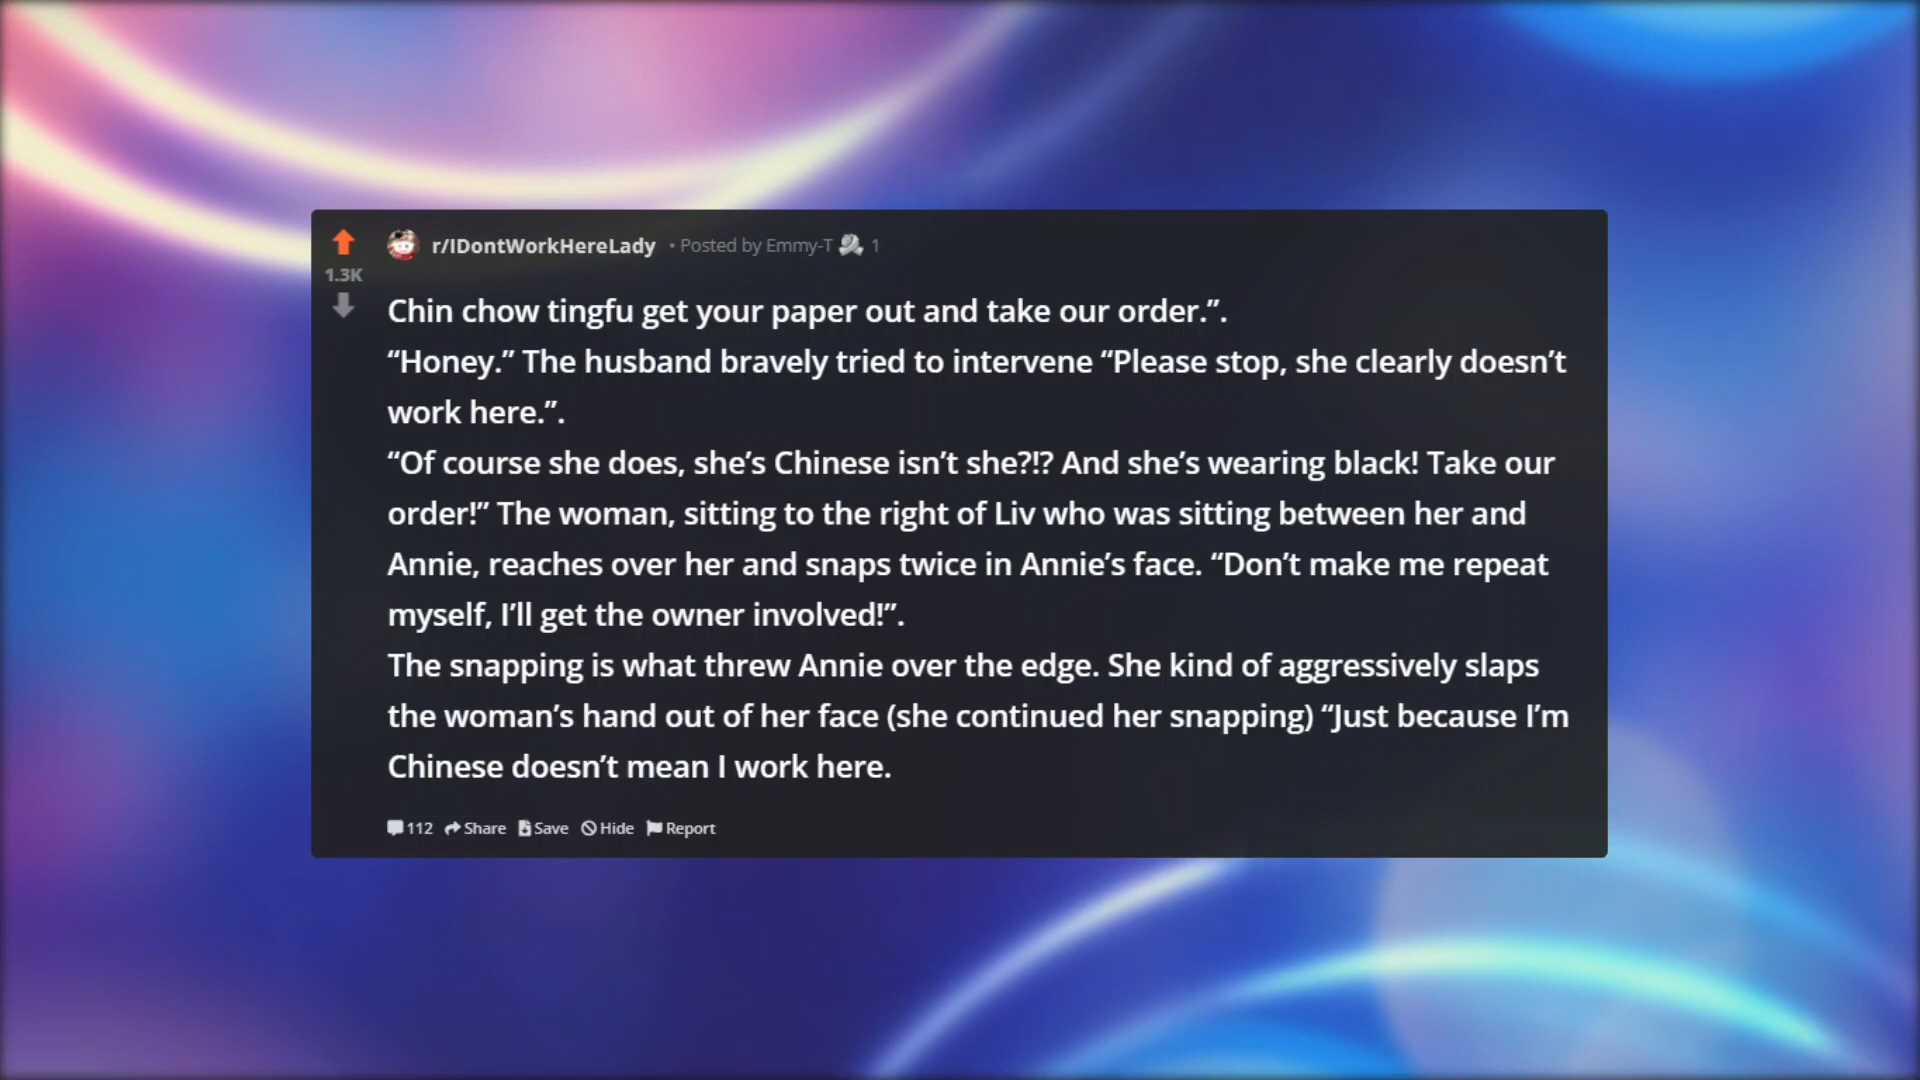 r/IDontWorkHereLady • Posted by Emmy-T 1
1.3K
Chin chow tingfu get your paper out and take our order.”.
“Honey.” The husband bravely tried to intervene “Please stop, she clearly doesn’t
work here.”.
“Of course she does, she’s Chinese isn’t she?!? And she’s wearing black! Take our
order!” The woman, sitting to the right of Liv who was sitting between her and
Annie, reaches over her and snaps twice in Annie’s face. “Don’t make me repeat
myself, I’ll get the owner involved!”.
The snapping is what threw Annie over the edge. She kind of aggressively slaps
the woman’s hand out of her face (she continued her snapping) “Just because I’m
Chinese doesn’t mean I work here.
112 Share Save Hide Report